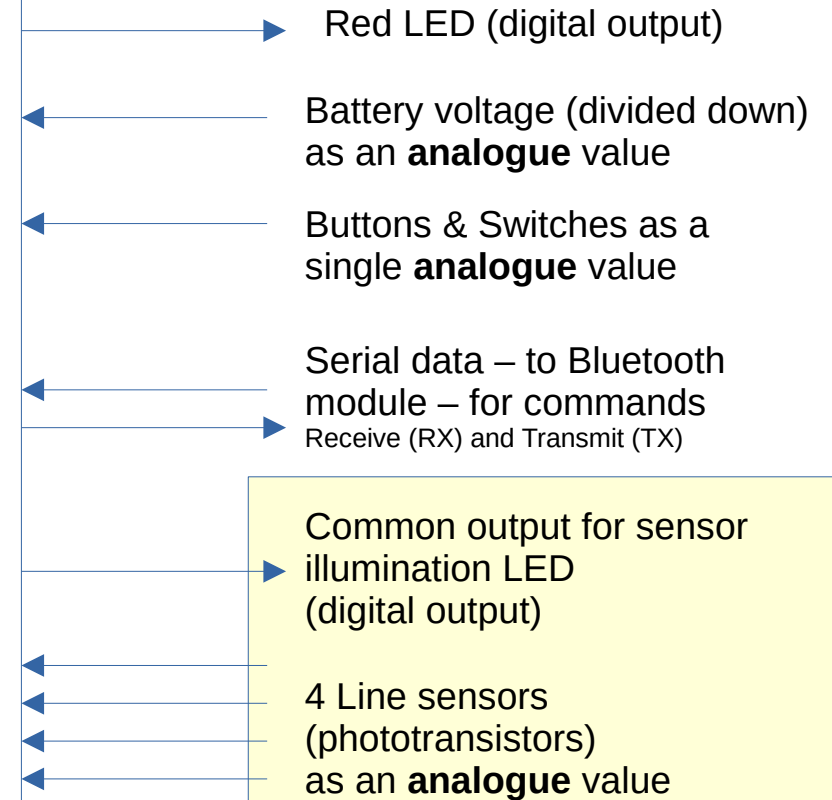 Red LED (digital output)
Battery voltage (divided down)
as an analogue value
Buttons & Switches as a
single analogue value
Serial data – to Bluetooth
module – for commands
Receive (RX) and Transmit (TX)
Common output for sensor
illumination LED
(digital output)
4 Line sensors
(phototransistors)
as an analogue value